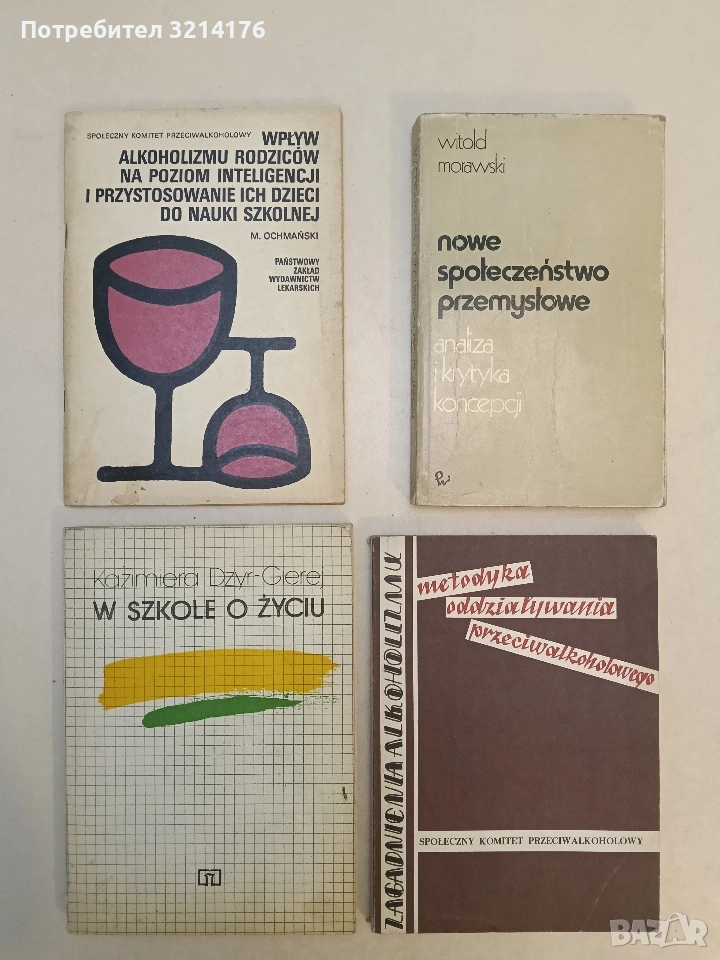 Потребител 3214176
SPOŁECZNY KOMITET PRZECIWALKOHOLOWY
WPŁYW
ALKOHOLIZMU RODZICÓW
NA POZIOM INTELIGENCJI
I PRZYSTOSOWANIE ICH DZIECI
DO NAUKI SZKOLNEJ
M. OCHMAŃSKI
PAŃSTWOWY
ZAKŁAD
WYDAWNICTW
LEKARSKICH
witold
morawski
nowe
społeczeństwo
przemysłowe
analiza
i krytyka
koncepcji
Kazimiera Dzyr-Gierej
W SZKOLE O ŻYCIU
ZAGADNIENIA ALKOHOLIZMU
metodyka
oddziaływania
przeciwalkoholowego
SPOŁECZNY KOMITET PRZECIWALKOHOLOWY
BAZAR